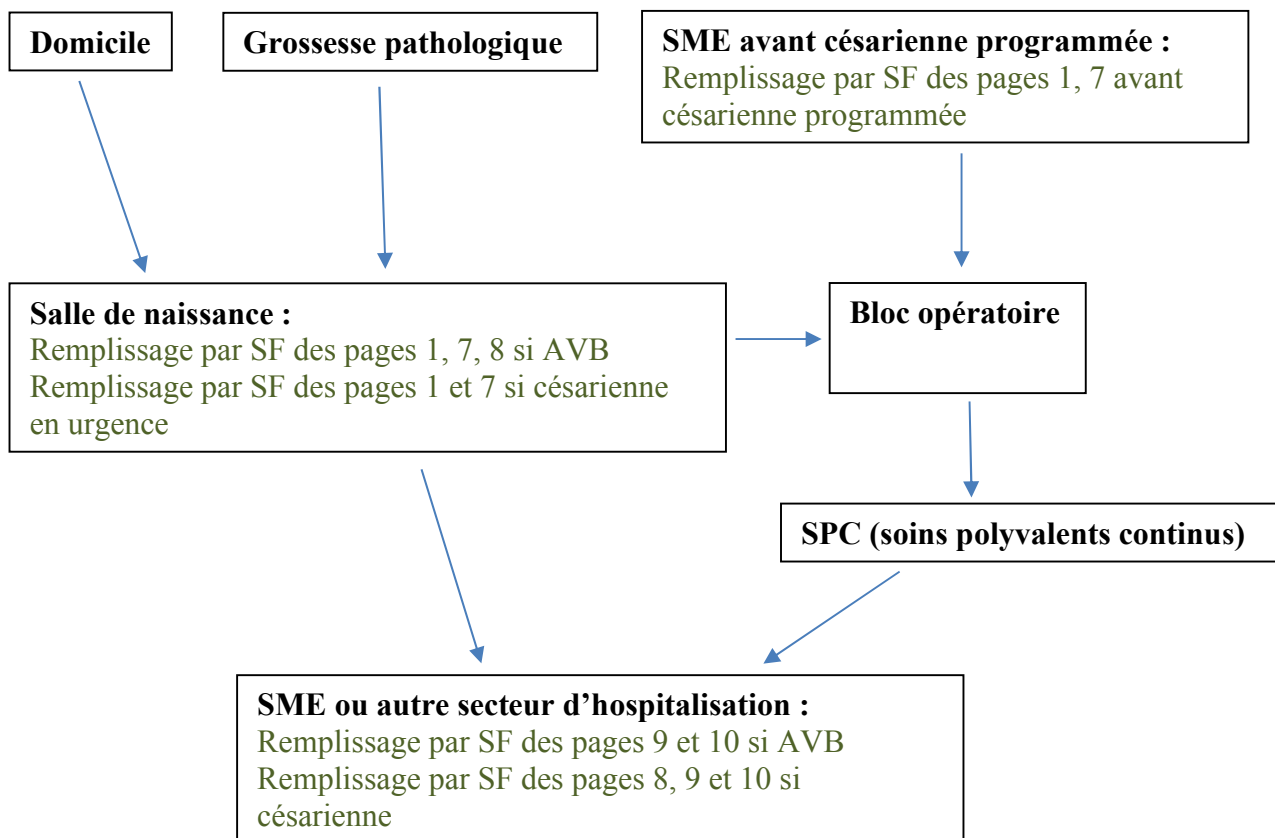 Domicile
Grossesse pathologique
SME avant césarienne programmée :
Remplissage par SF des pages 1, 7 avant
césarienne programmée
Salle de naissance :
Remplissage par SF des pages 1, 7, 8 si AVB
Remplissage par SF des pages 1 et 7 si césarienne
en urgence
Bloc opératoire
SPC (soins polyvalents continus)
SME ou autre secteur d’hospitalisation :
Remplissage par SF des pages 9 et 10 si AVB
Remplissage par SF des pages 8, 9 et 10 si
césarienne